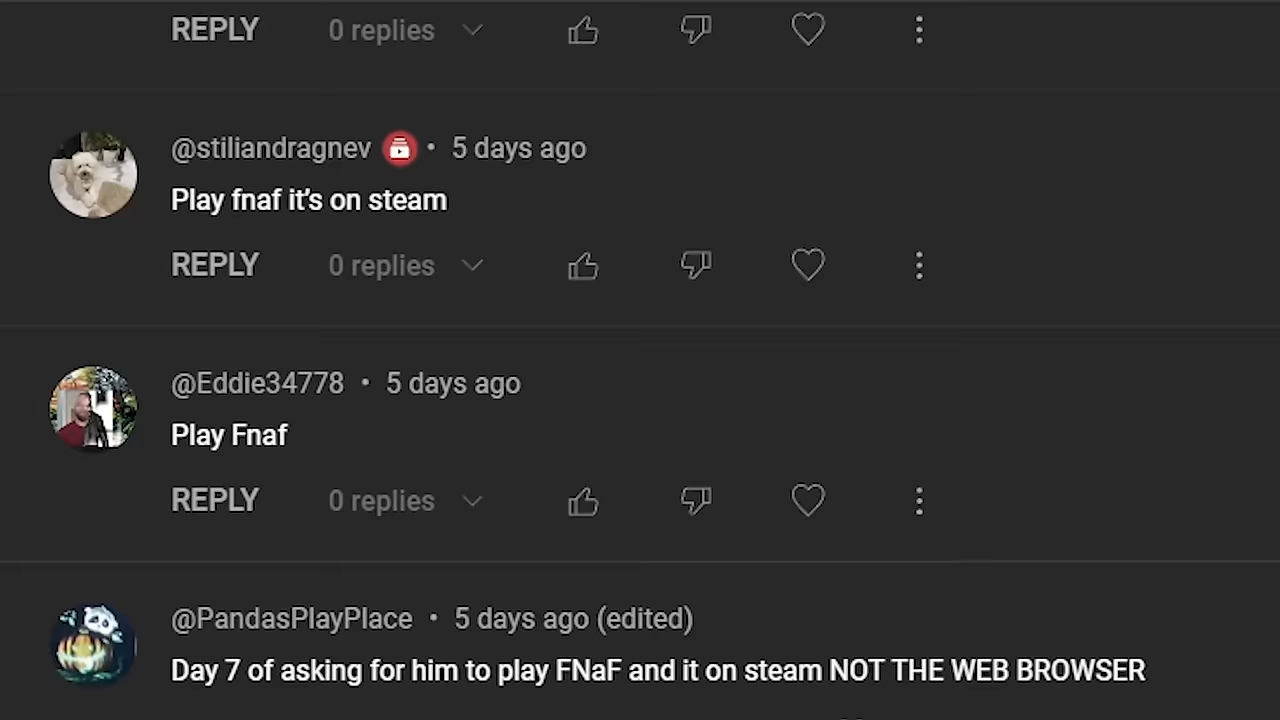 REPLY 0 replies
@stiliandragnev • 5 days ago
Play fnaf it’s on steam
REPLY 0 replies
@Eddie34778 • 5 days ago
Play Fnaf
REPLY 0 replies
@PandasPlayPlace • 5 days ago (edited)
Day 7 of asking for him to play FNaF and it on steam NOT THE WEB BROWSER